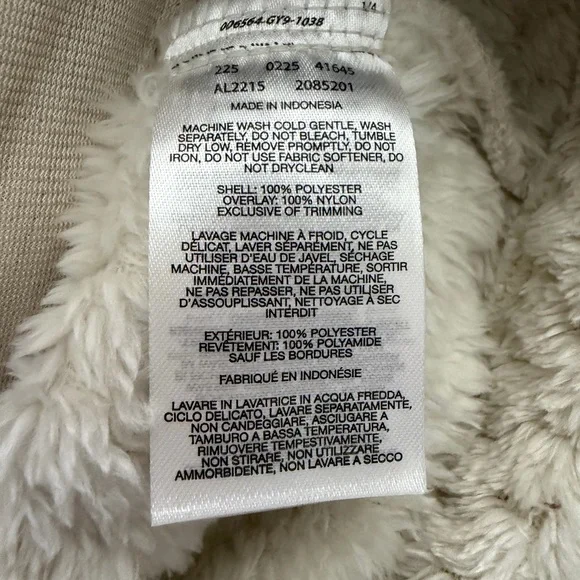 1/4
006564-GY9-1038
225 0225 41645
AL2215 2085201
MADE IN INDONESIA
MACHINE WASH COLD GENTLE, WASH
SEPARATELY, DO NOT BLEACH, TUMBLE
DRY LOW, REMOVE PROMPTLY, DO NOT
IRON, DO NOT USE FABRIC SOFTENER, DO
NOT DRYCLEAN
SHELL: 100% POLYESTER
OVERLAY: 100% NYLON
EXCLUSIVE OF TRIMMING
LAVAGE MACHINE À FROID, CYCLE
DÉLICAT, LAVER SÉPARÉMENT, NE PAS
UTILISER D'EAU DE JAVEL, SÉCHAGE
MACHINE, BASSE TEMPÉRATURE, SORTIR
IMMÉDIATEMENT DE LA MACHINE,
NE PAS REPASSER, NE PAS UTILISER
D'ASSOUPLISSANT, NETTOYAGE À SEC
INTERDIT
EXTÉRIEUR: 100% POLYESTER
REVÊTEMENT: 100% POLYAMIDE
SAUF LES BORDURES
FABRIQUÉ EN INDONÉSIE
LAVARE IN LAVATRICE IN ACQUA FREDDA,
CICLO DELICATO, LAVARE SEPARATAMENTE,
NON CANDEGGIARE, ASCIUGARE A
TAMBURO A BASSA TEMPERATURA,
RIMUOVERE TEMPESTIVAMENTE,
NON STIRARE, NON UTILIZZARE
AMMORBIDENTE, NON LAVARE A SECCO